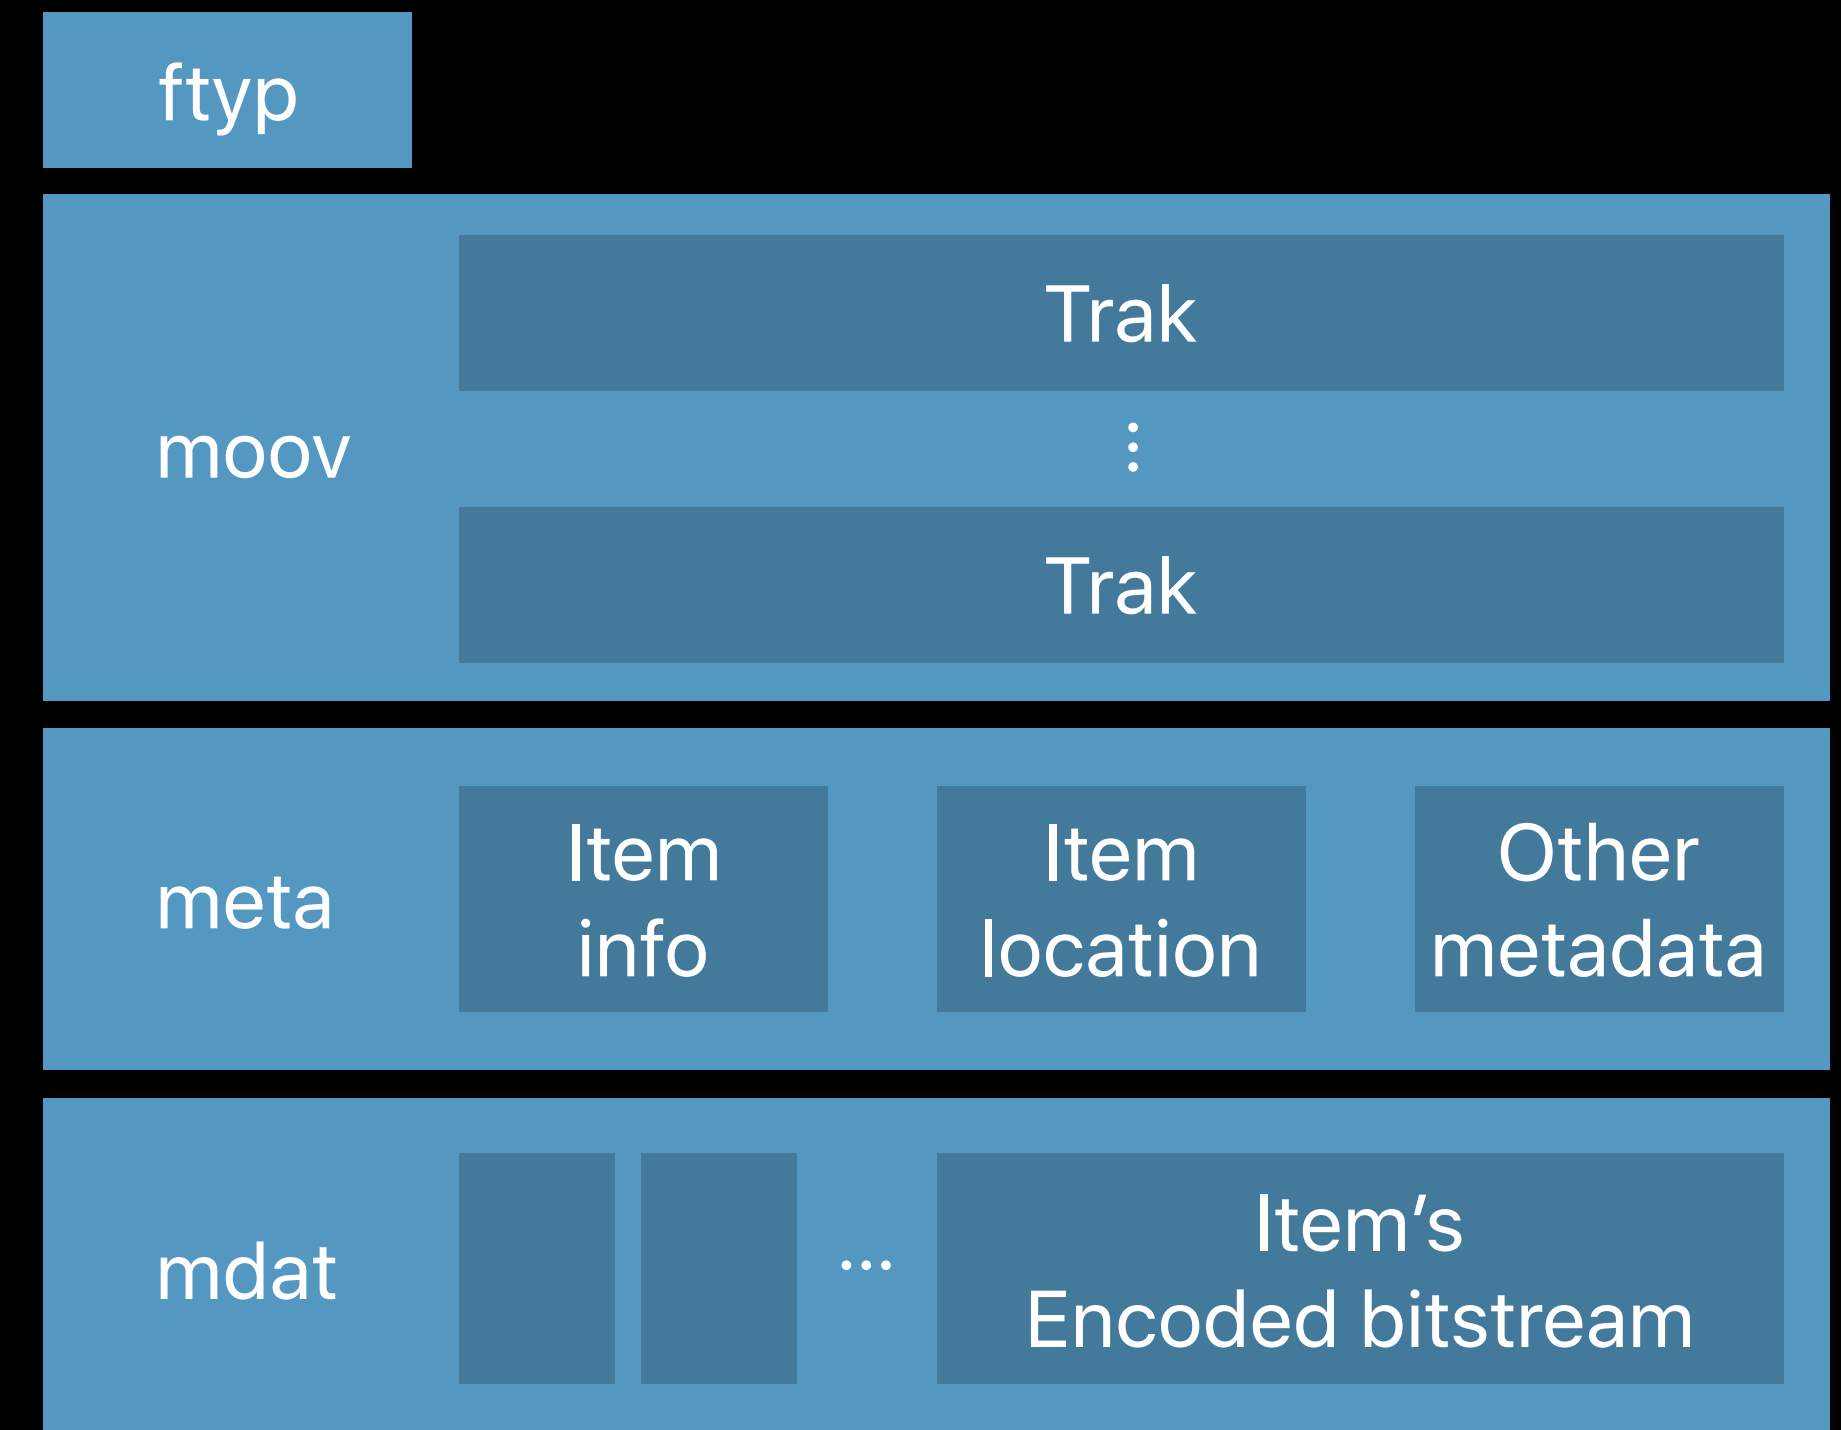 ftyp
moov
Trak
⋮
Trak
meta
Item
info
Item
location
Other
metadata
mdat
...
Item’s
Encoded bitstream